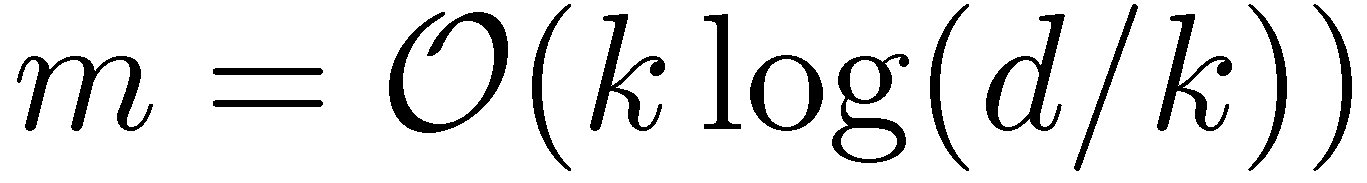 m = 𝒪(k log(d/k))